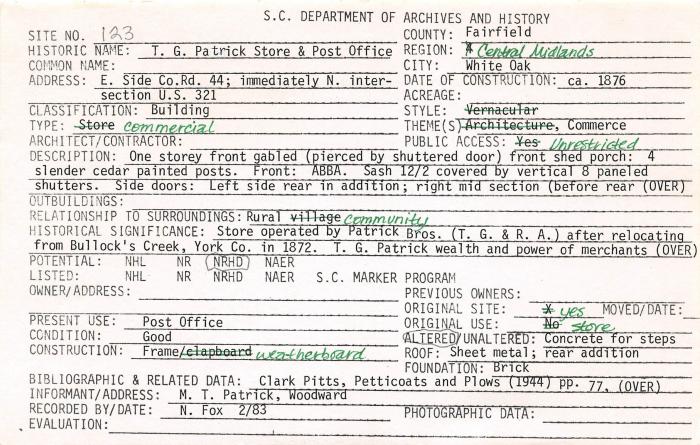 S.C. DEPARTMENT OF ARCHIVES AND HISTORY
SITE NO. 123
COUNTY: Fairfield
HISTORIC NAME: T. G. Patrick Store & Post Office
REGION: Central Midlands
COMMON NAME:
CITY: White Oak
ADDRESS: E. Side Co.Rd. 44; immediately N. inter-
section U.S. 321
DATE OF CONSTRUCTION: ca. 1876
ACREAGE:
CLASSIFICATION: Building
STYLE: Vernacular
TYPE: Store commercial
THEME(S) Architecture, Commerce
ARCHITECT/CONTRACTOR:
PUBLIC ACCESS: Yes Unrestricted
DESCRIPTION: One storey front gabled (pierced by shuttered door) front shed porch: 4
slender cedar painted posts. Front: ABBA. Sash 12/2 covered by vertical 8 paneled
shutters. Side doors: Left side rear in addition; right mid section (before rear (OVER)
OUTBUILDINGS:
RELATIONSHIP TO SURROUNDINGS: Rural village community
HISTORICAL SIGNIFICANCE: Store operated by Patrick Bros. (T. G. & R. A.) after relocating
from Bullock's Creek, York Co. in 1872. T. G. Patrick wealth and power of merchants (OVER)
POTENTIAL: NHL NR NRHD NAER
LISTED: NHL NR NRHD NAER S.C. MARKER PROGRAM
OWNER/ADDRESS:
PREVIOUS OWNERS:
ORIGINAL SITE: X yes MOVED/DATE:
PRESENT USE: Post Office
ORIGINAL USE: No store
CONDITION: Good
ALTERED/UNALTERED: Concrete for steps
CONSTRUCTION: Frame/clapboard weatherboard
ROOF: Sheet metal; rear addition
FOUNDATION: Brick
BIBLIOGRAPHIC & RELATED DATA: Clark Pitts, Petticoats and Plows (1944) pp. 77, (OVER)
INFORMANT/ADDRESS: M. T. Patrick, Woodward
RECORDED BY/DATE: N. Fox 2/83
PHOTOGRAPHIC DATA:
EVALUATION: